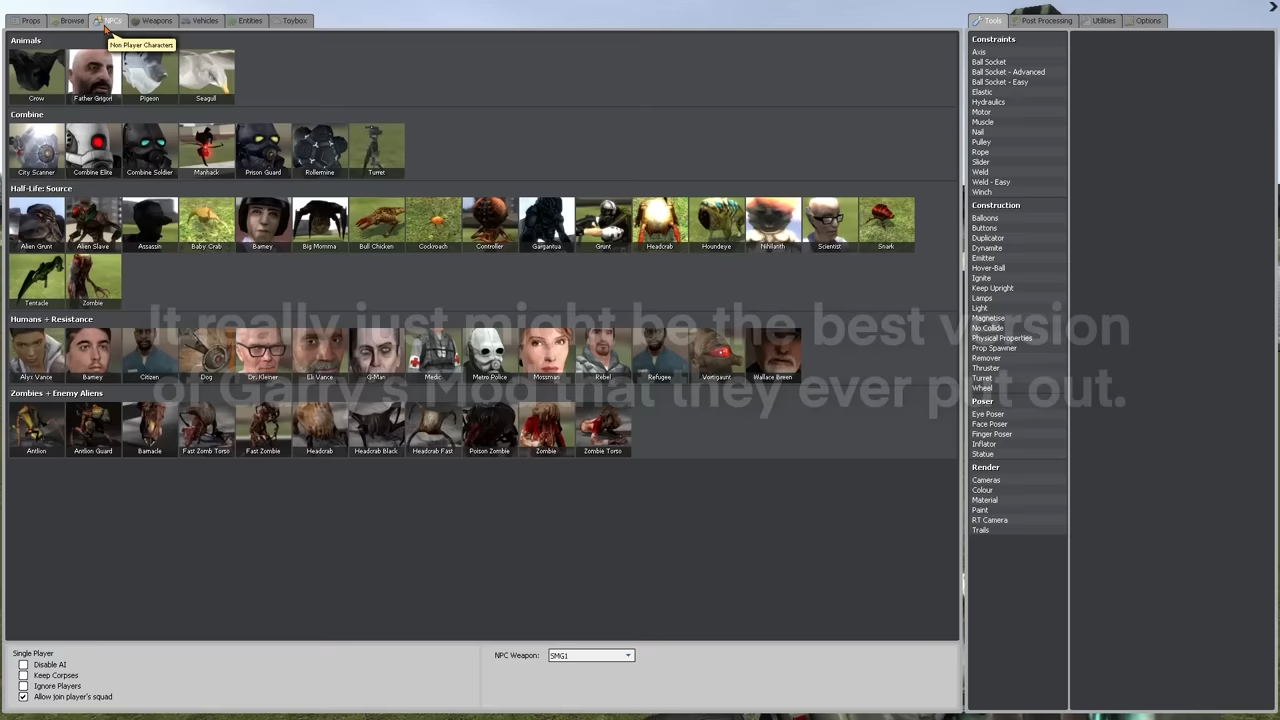 Props Browse NPCs Weapons Vehicles Entities Toybox
Tools Post Processing Utilities Options
Non Player Characters
Animals
Crow Father Grigori Pigeon Seagull
Combine
City Scanner Combine Elite Combine Soldier Manhack Prison Guard Rollermine Turret
Half-Life: Source
Alien Grunt Alien Slave Assassin Baby Crab Barney Big Momma Bull Chicken Cockroach Controller Gargantua Grunt Headcrab Houndeye Nihilanth Scientist Snark
Tentacle Zombie
It really just might be the best version
of Garry's Mod that they ever put out.
Humans + Resistance
Alyx Vance Barney Citizen Dog Dr. Kleiner Eli Vance G-Man Medic Metro Police Mossman Rebel Refugee Vortigaunt Wallace Breen
Zombies + Enemy Aliens
Antlion Antlion Guard Barnacle Fast Zomb Torso Fast Zombie Headcrab Headcrab Black Headcrab Fast Poison Zombie Zombie Zombie Torso
Single Player
Disable AI
Keep Corpses
Ignore Players
Allow join player's squad
NPC Weapon: SMG1
Constraints
Axis
Ball Socket
Ball Socket - Advanced
Ball Socket - Easy
Elastic
Hydraulics
Motor
Muscle
Nail
Pulley
Rope
Slider
Weld
Weld - Easy
Winch
Construction
Balloons
Buttons
Duplicator
Dynamite
Emitter
Hover-Ball
Ignite
Keep Upright
Lamps
Light
Magnetise
No Collide
Physical Properties
Prop Spawner
Remover
Thruster
Turret
Wheel
Poser
Eye Poser
Face Poser
Finger Poser
Inflator
Statue
Render
Cameras
Colour
Material
Paint
RT Camera
Trails